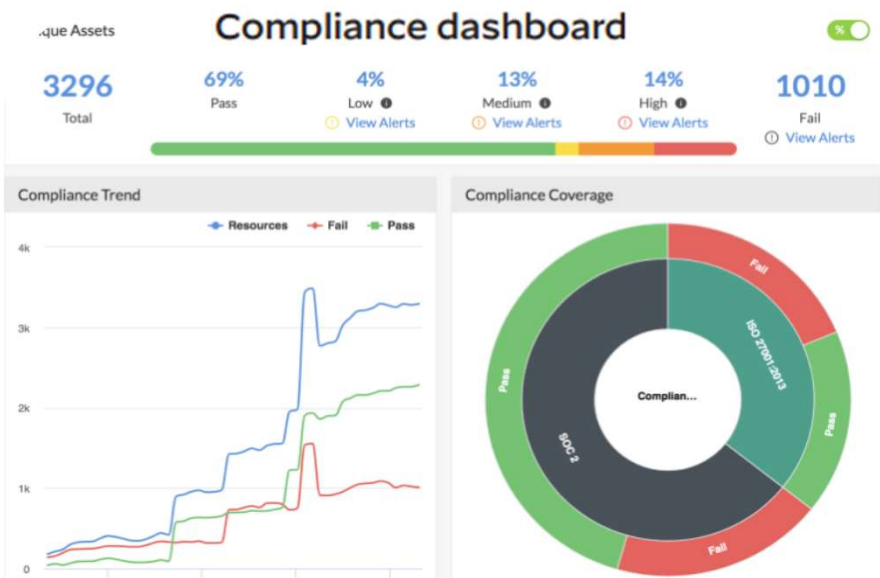 .que Assets
Compliance dashboard
%
3296
Total
69%
Pass
4%
Low
View Alerts
13%
Medium
View Alerts
14%
High
View Alerts
1010
Fail
View Alerts
Compliance Trend
Resources Fail Pass
4k
3k
2k
1k
0
Compliance Coverage
Fail
ISO 27001:2013
Pass
Complian...
Pass
SOC 2
Fail